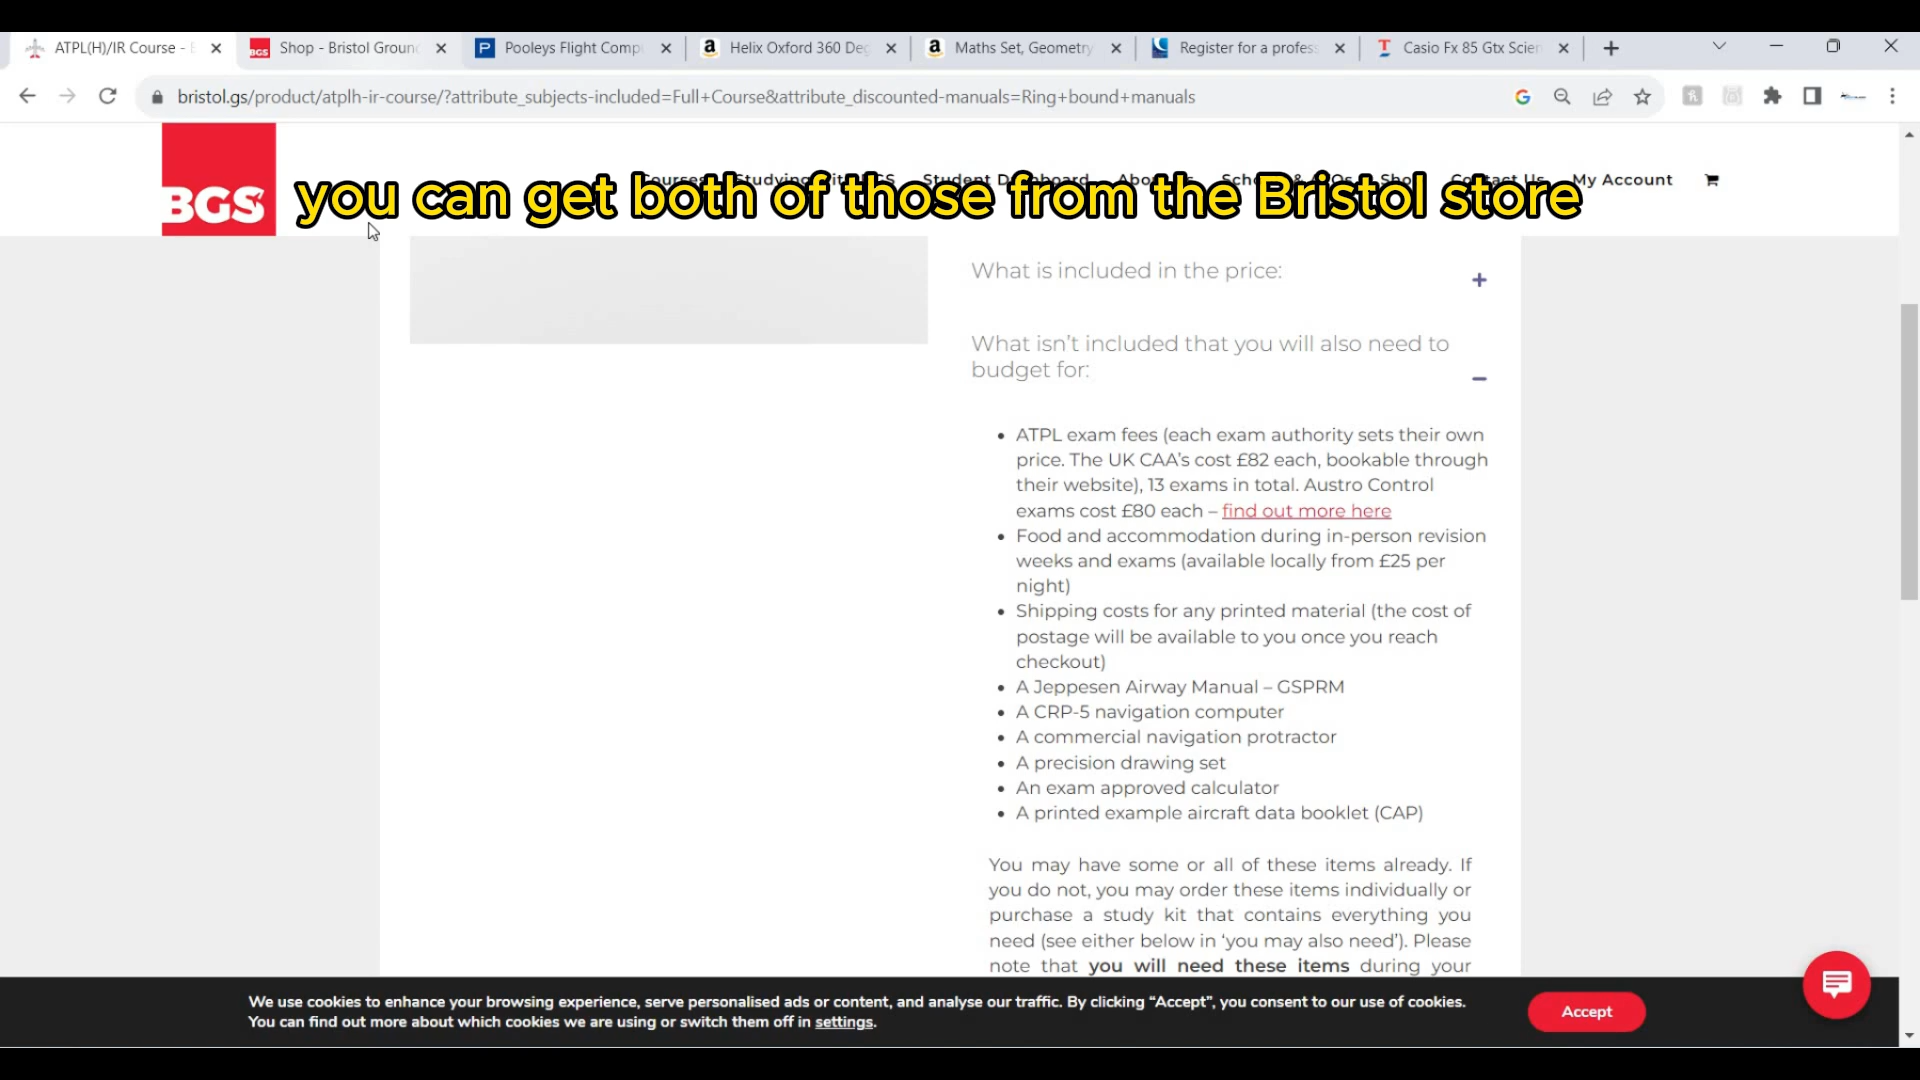 ATPL(H)/IR Course -
Shop - Bristol Groun
Pooleys Flight Comp
Helix Oxford 360 De
Maths Set, Geometry
Register for a profes
Casio Fx 85 Gtx Scien
bristol.gs/product/atplh-ir-course/?attribute_subjects-included=Full+Course&attribute_discounted-manuals=Ring+bound+manuals
BGS
My Account
you can get both of those from the Bristol store
What is included in the price:
What isn't included that you will also need to
budget for:
• ATPL exam fees (each exam authority sets their own
price. The UK CAA's cost £82 each, bookable through
their website), 13 exams in total. Austro Control
exams cost £80 each – find out more here
• Food and accommodation during in-person revision
weeks and exams (available locally from £25 per
night)
• Shipping costs for any printed material (the cost of
postage will be available to you once you reach
checkout)
• A Jeppesen Airway Manual – GSPRM
• A CRP-5 navigation computer
• A commercial navigation protractor
• A precision drawing set
• An exam approved calculator
• A printed example aircraft data booklet (CAP)
You may have some or all of these items already. If
you do not, you may order these items individually or
purchase a study kit that contains everything you
need (see either below in 'you may also need'). Please
note that you will need these items during your
We use cookies to enhance your browsing experience, serve personalised ads or content, and analyse our traffic. By clicking "Accept", you consent to our use of cookies.
You can find out more about which cookies we are using or switch them off in settings.
Accept